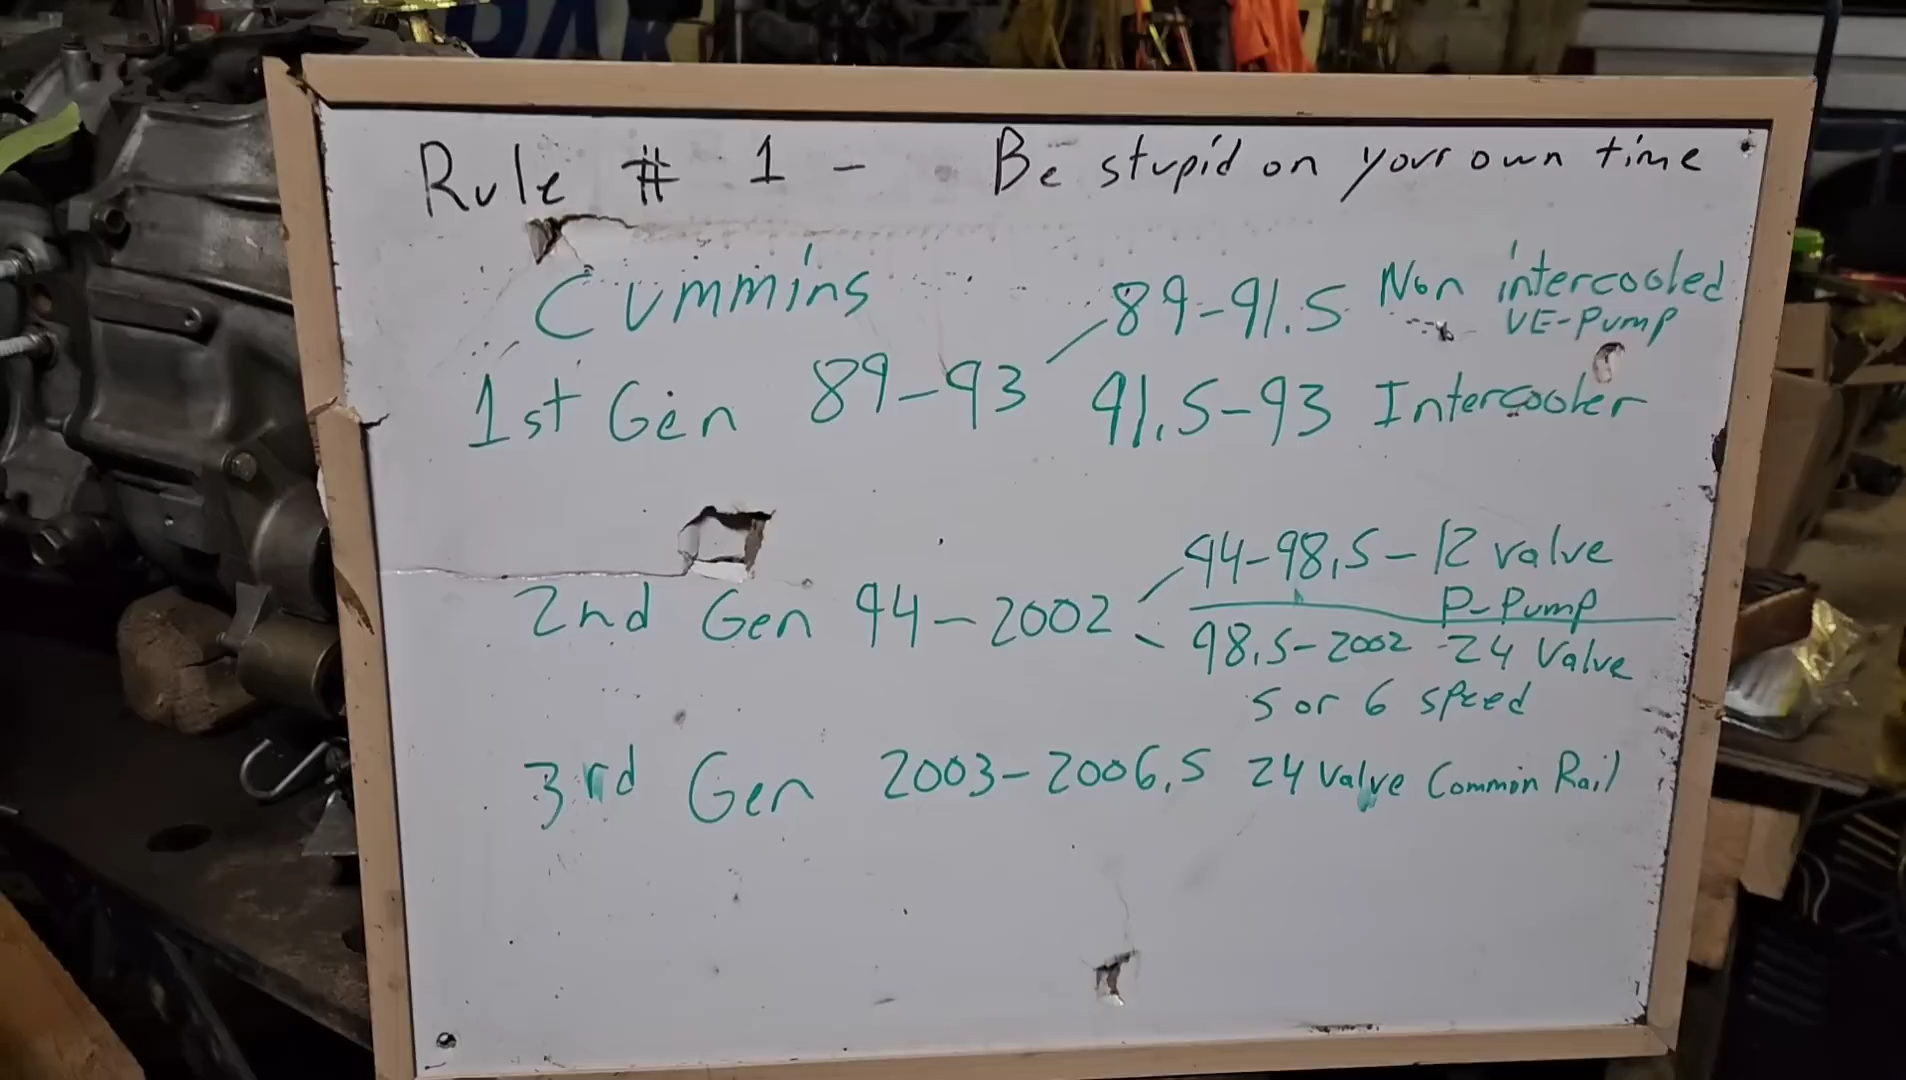 Rule # 1 - Be stupid on your own time
Cummins
1st Gen 89-93
89-91.5 Non intercooled
VE-Pump
91.5-93 Intercooler
2nd Gen 94-2002
94-98.5-12 valve
P-Pump
98.5-2002 -24 Valve
5 or 6 speed
3rd Gen 2003-2006.5 24 valve Common Rail